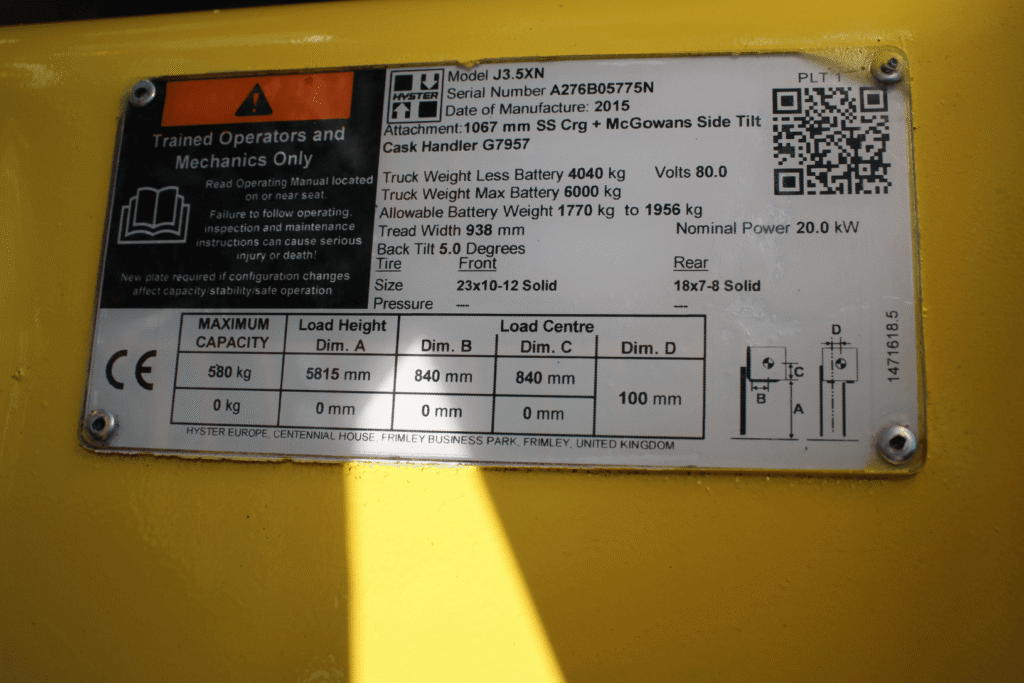 Trained Operators and
Mechanics Only
Read Operating Manual located
on or near seat.
Failure to follow operating,
inspection and maintenance
instructions can cause serious
injury or death!
New plate required if configuration changes
affect capacity/stability/safe operation
HYSTER
Model J3.5XN
Serial Number A276B05775N
Date of Manufacture: 2015
Attachment:1067 mm SS Crg + McGowans Side Tilt
Cask Handler G7957
PLT 1
Truck Weight Less Battery 4040 kg Volts 80.0
Truck Weight Max Battery 6000 kg
Allowable Battery Weight 1770 kg to 1956 kg
Tread Width 938 mm Nominal Power 20.0 kW
Back Tilt 5.0 Degrees
Tire Front Rear
Size 23x10-12 Solid 18x7-8 Solid
Pressure ---- ----
CE
MAXIMUM CAPACITY Load Height Load Centre
Dim. A Dim. B Dim. C Dim. D
580 kg 5815 mm 840 mm 840 mm 100 mm
0 kg 0 mm 0 mm 0 mm
HYSTER EUROPE, CENTENNIAL HOUSE, FRIMLEY BUSINESS PARK, FRIMLEY, UNITED KINGDOM
D
C
B
A
1471618.5